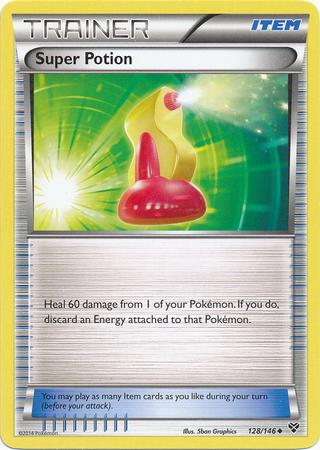 TRAINER ITEM
Super Potion
Heal 60 damage from 1 of your Pokémon. If you do,
discard an Energy attached to that Pokémon.
You may play as many Item cards as you like during your turn
(before your attack).
©2014 Pokémon
Illus. 5ban Graphics 128/146 ◆